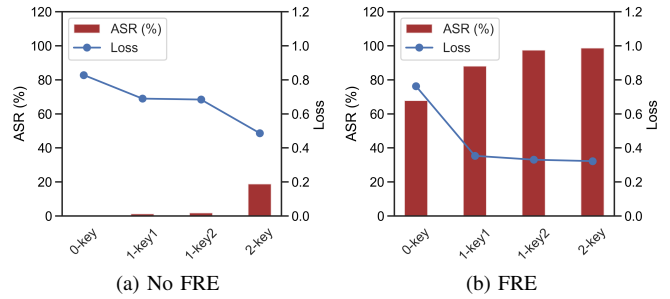 ASR (%)
Loss
120
100
80
60
40
20
0
ASR (%)
1.2
1.0
0.8
0.6
0.4
0.2
0.0
Loss
0-key
1-key1
1-key2
2-key
(a) No FRE
ASR (%)
Loss
120
100
80
60
40
20
0
ASR (%)
1.2
1.0
0.8
0.6
0.4
0.2
0.0
Loss
0-key
1-key1
1-key2
2-key
(b) FRE